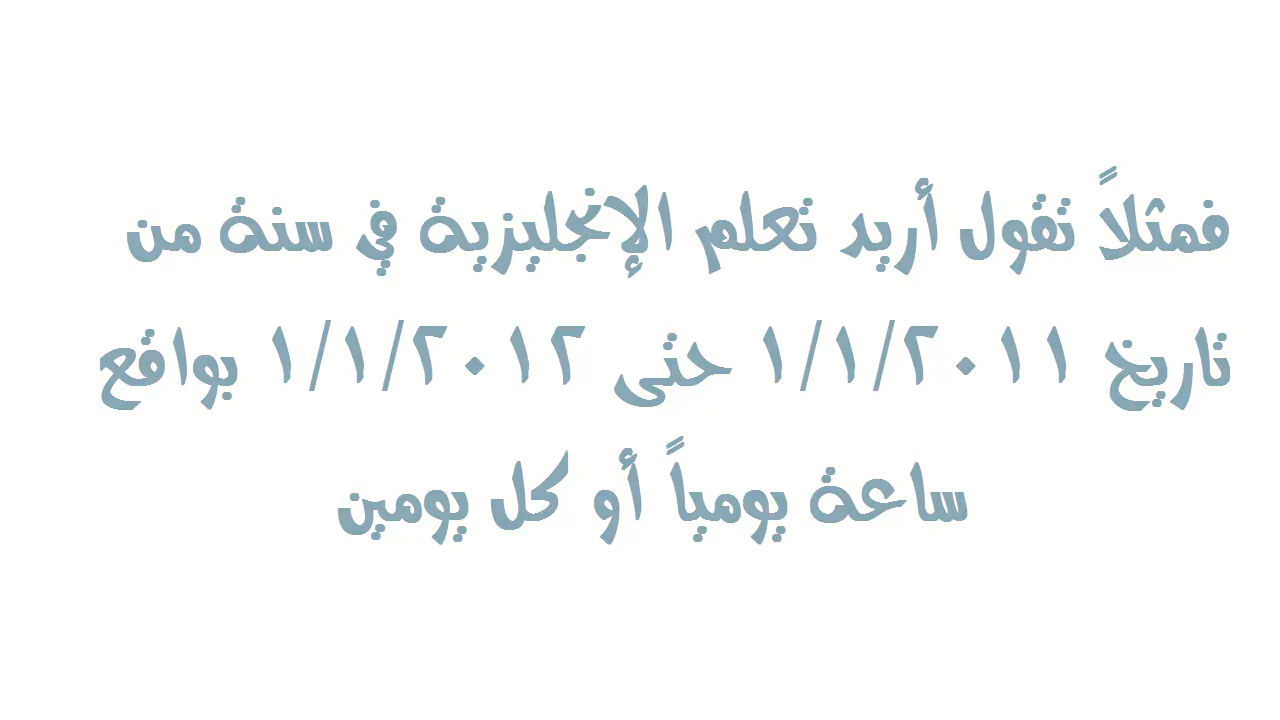 فمثلاً تقول أريد تعلم الإنجليزية في سنة من
تاريخ ١/١/٢٠١١ حتى ١/١/٢٠١٢ بواقع
ساعة يومياً أو كل يومين